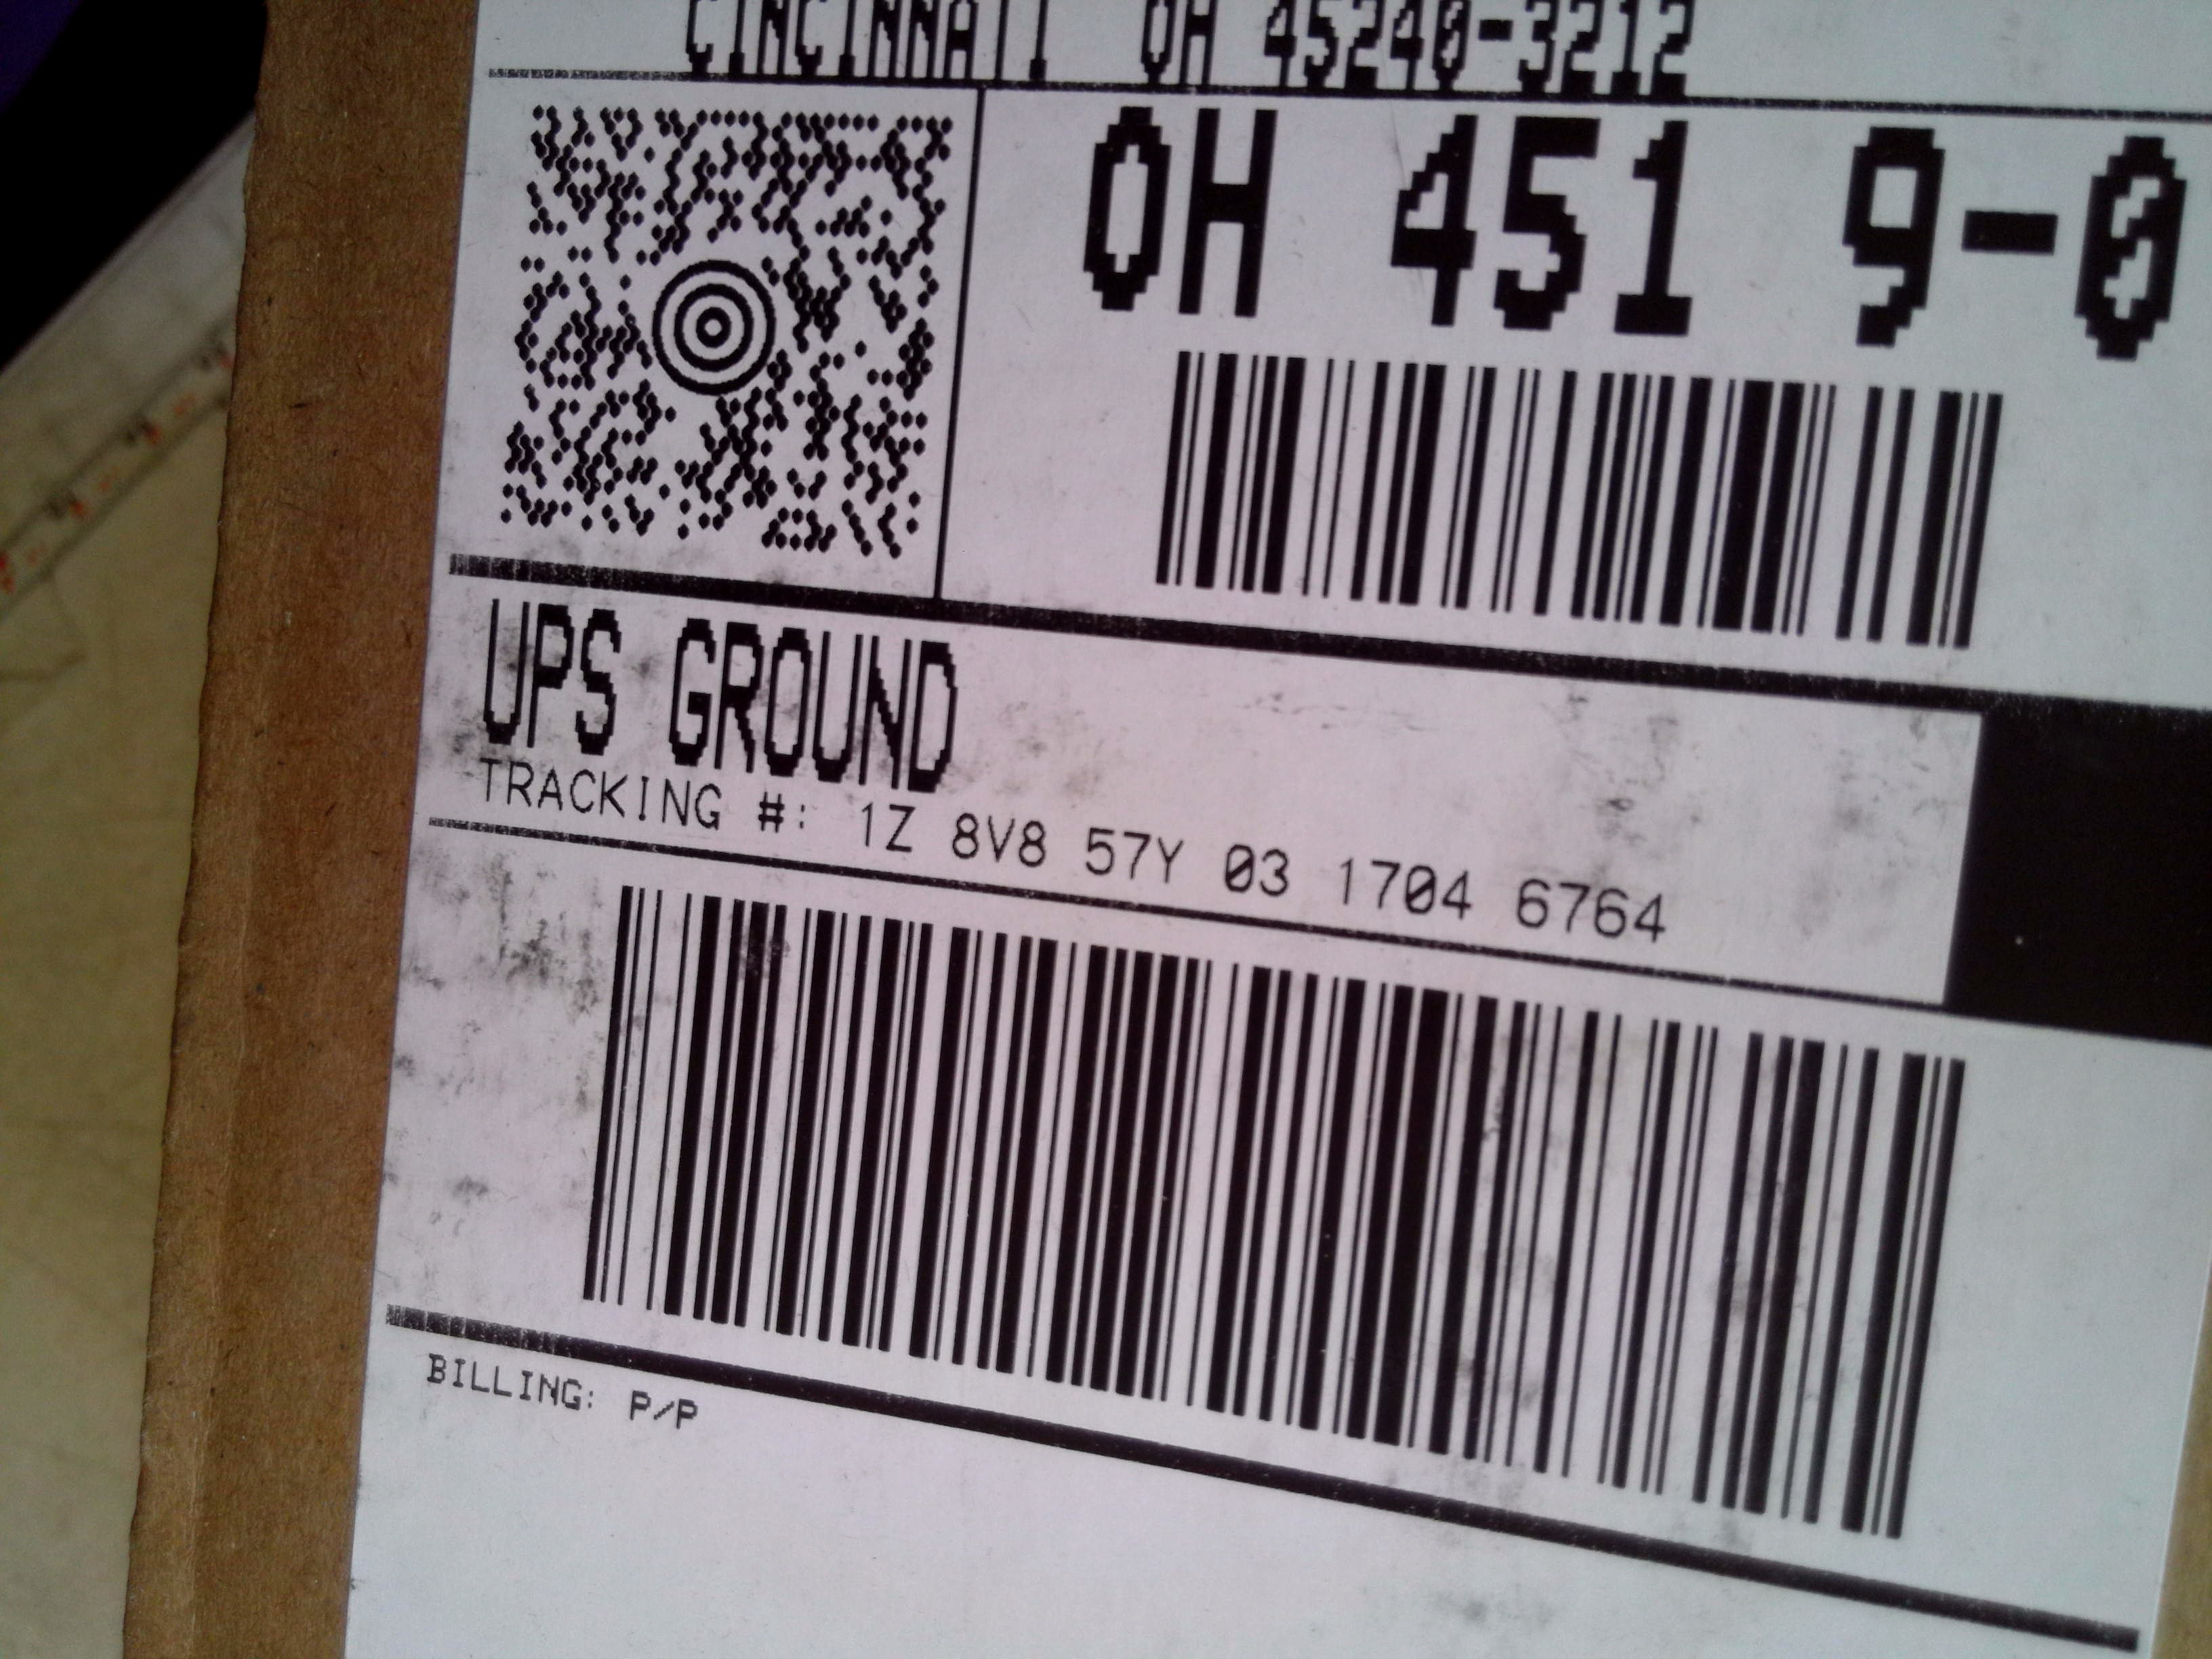 CINCINNATI OH 45240-3212
OH 451 9-0
UPS GROUND
TRACKING #: 1Z 8V8 57Y 03 1704 6764
BILLING: P/P